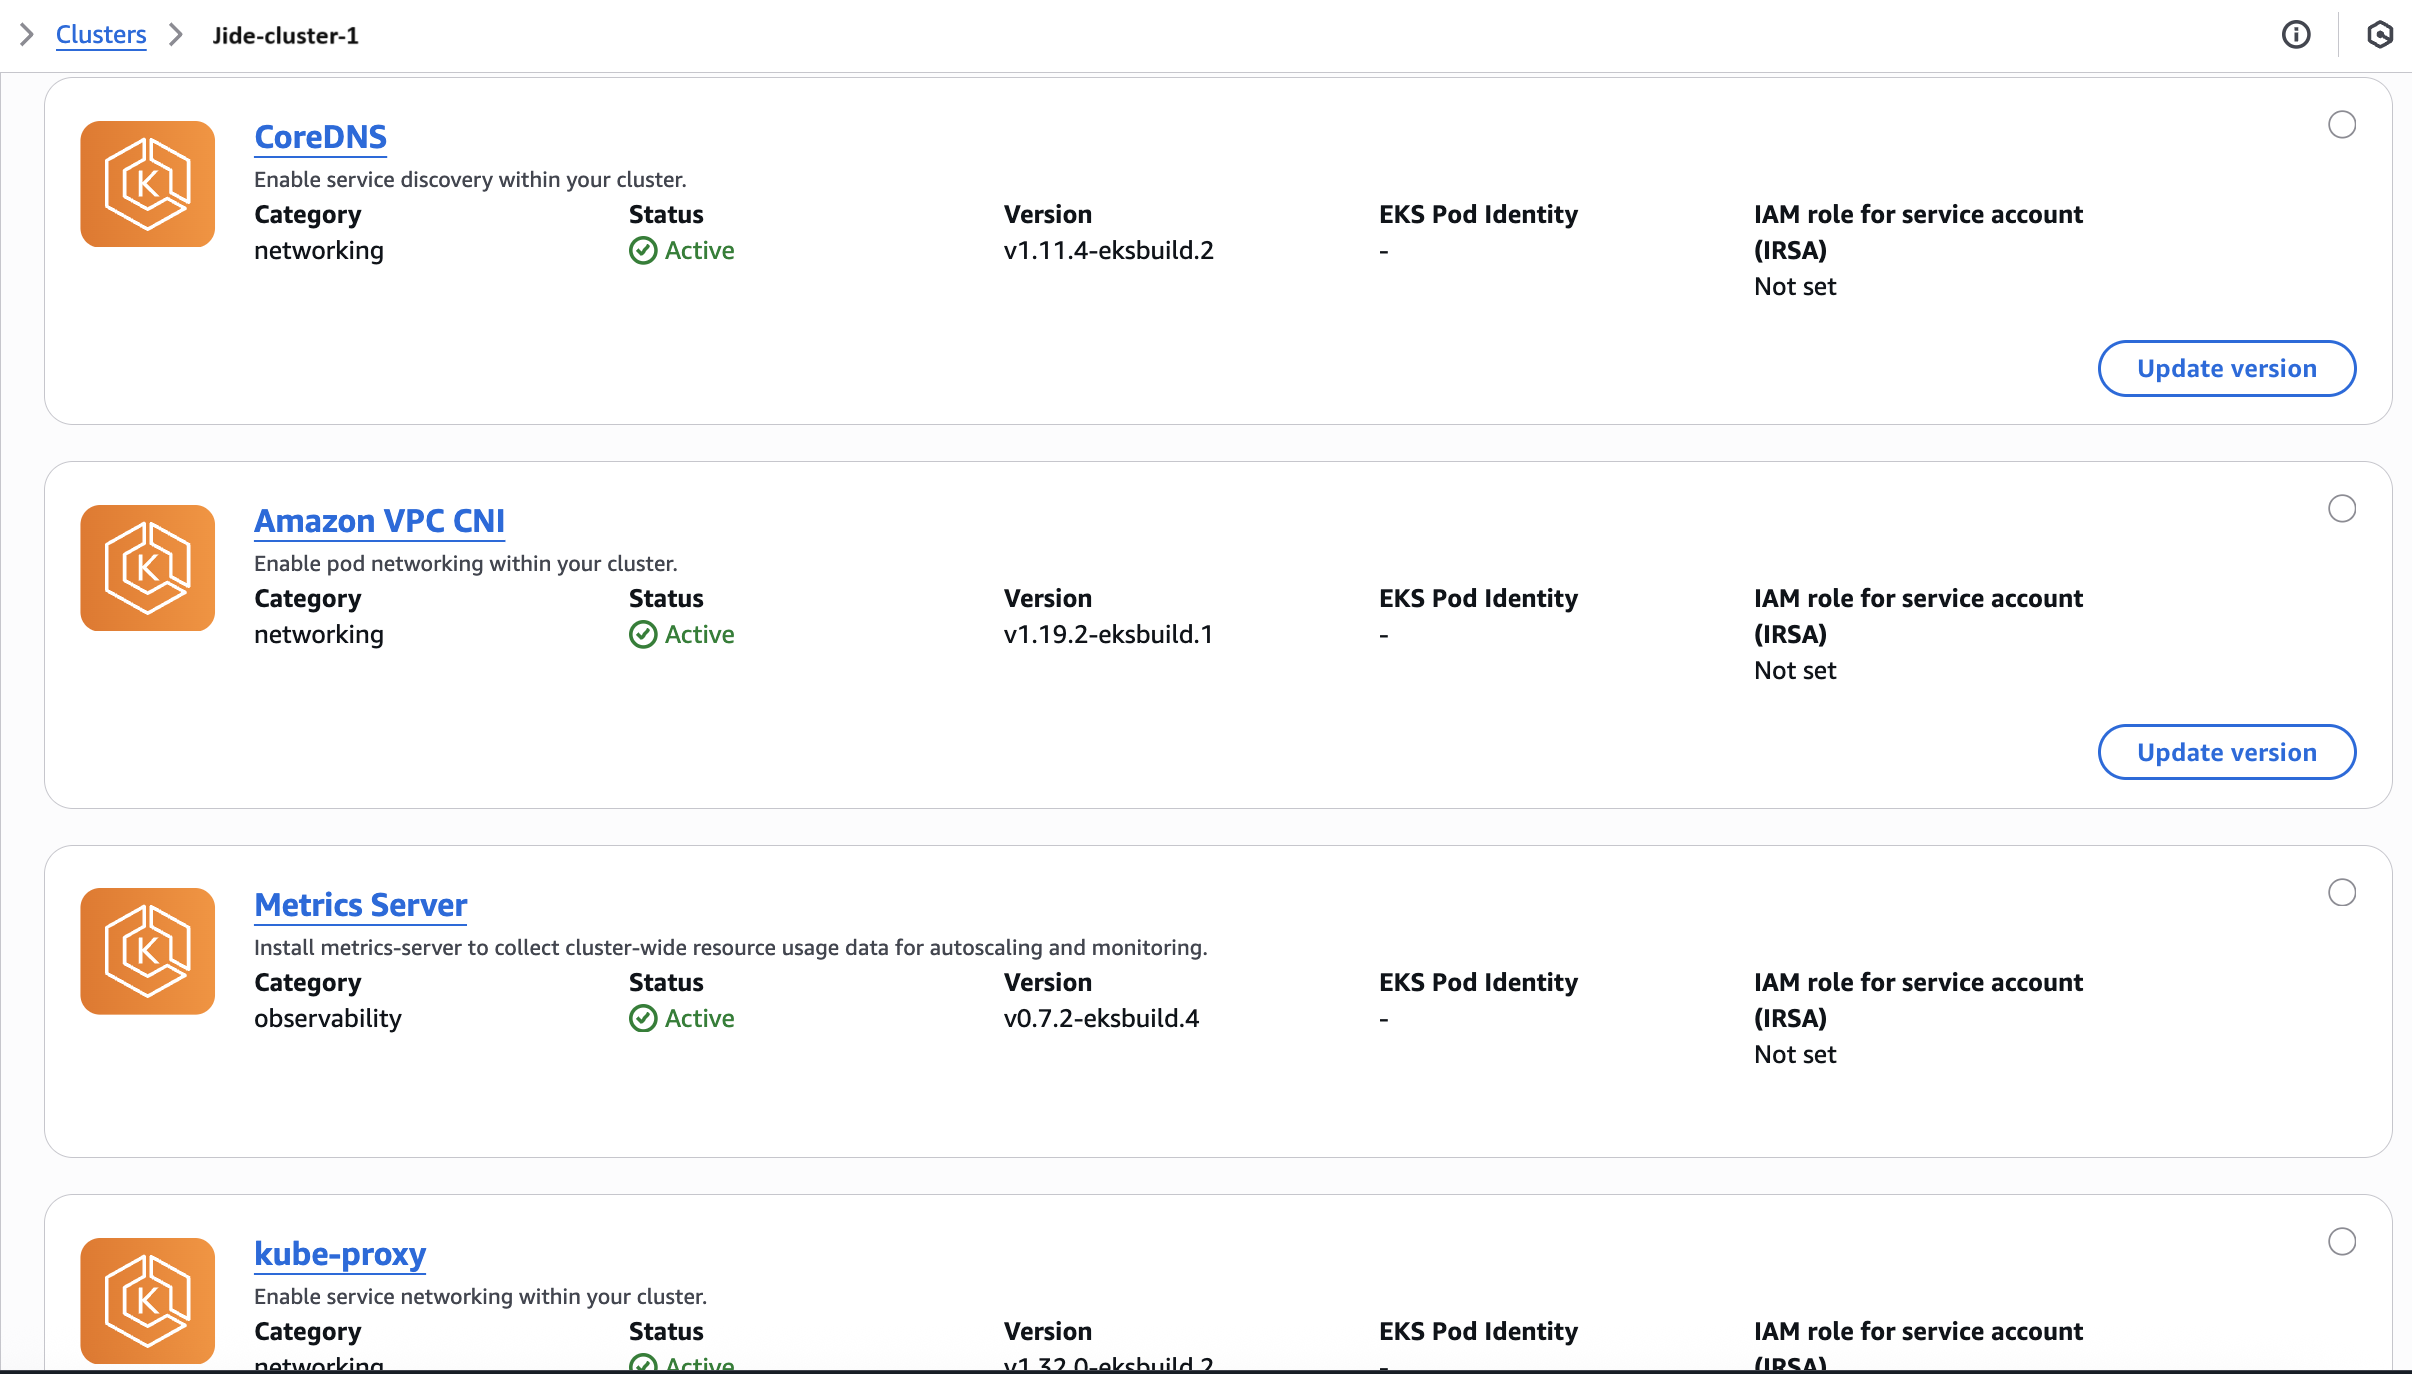 Clusters
Jide-cluster-1
CoreDNS
Enable service discovery within your cluster.
Category
Status
Version
EKS Pod Identity
IAM role for service account
(IRSA)
networking
Active
v1.11.4-eksbuild.2
-
Not set
Update version
Amazon VPC CNI
Enable pod networking within your cluster.
Category
Status
Version
EKS Pod Identity
IAM role for service account
(IRSA)
networking
Active
v1.19.2-eksbuild.1
-
Not set
Update version
Metrics Server
Install metrics-server to collect cluster-wide resource usage data for autoscaling and monitoring.
Category
Status
Version
EKS Pod Identity
IAM role for service account
(IRSA)
observability
Active
v0.7.2-eksbuild.4
-
Not set
kube-proxy
Enable service networking within your cluster.
Category
Status
Version
EKS Pod Identity
IAM role for service account
(IRSA)
networking
Active
v1.32.0-eksbuild.2
-